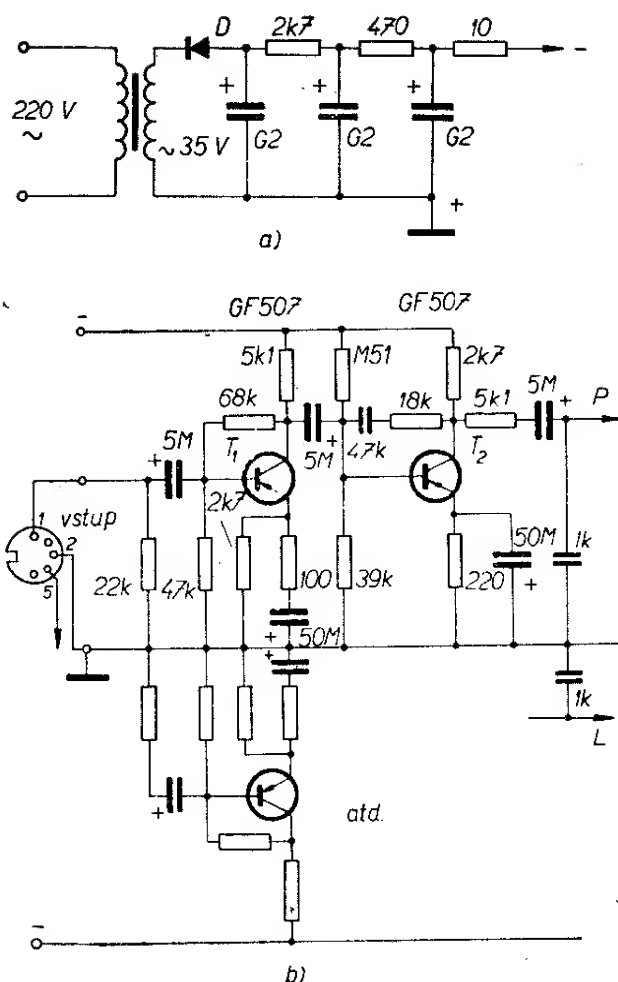 D
2k7
470
10
-
220 V
~
~35 V
+
G2
+
G2
+
G2
+
a)
-
GF507
GF507
5k1
M51
2k7
68k
18k
5k1
5M
+
P
+
5M
T1
5M
+
47k
T2
1
vstup
2
5
2k7
22k
47k
100
39k
220
50M
+
1k
+
50M
+
1k
L
+
atd.
-
b)